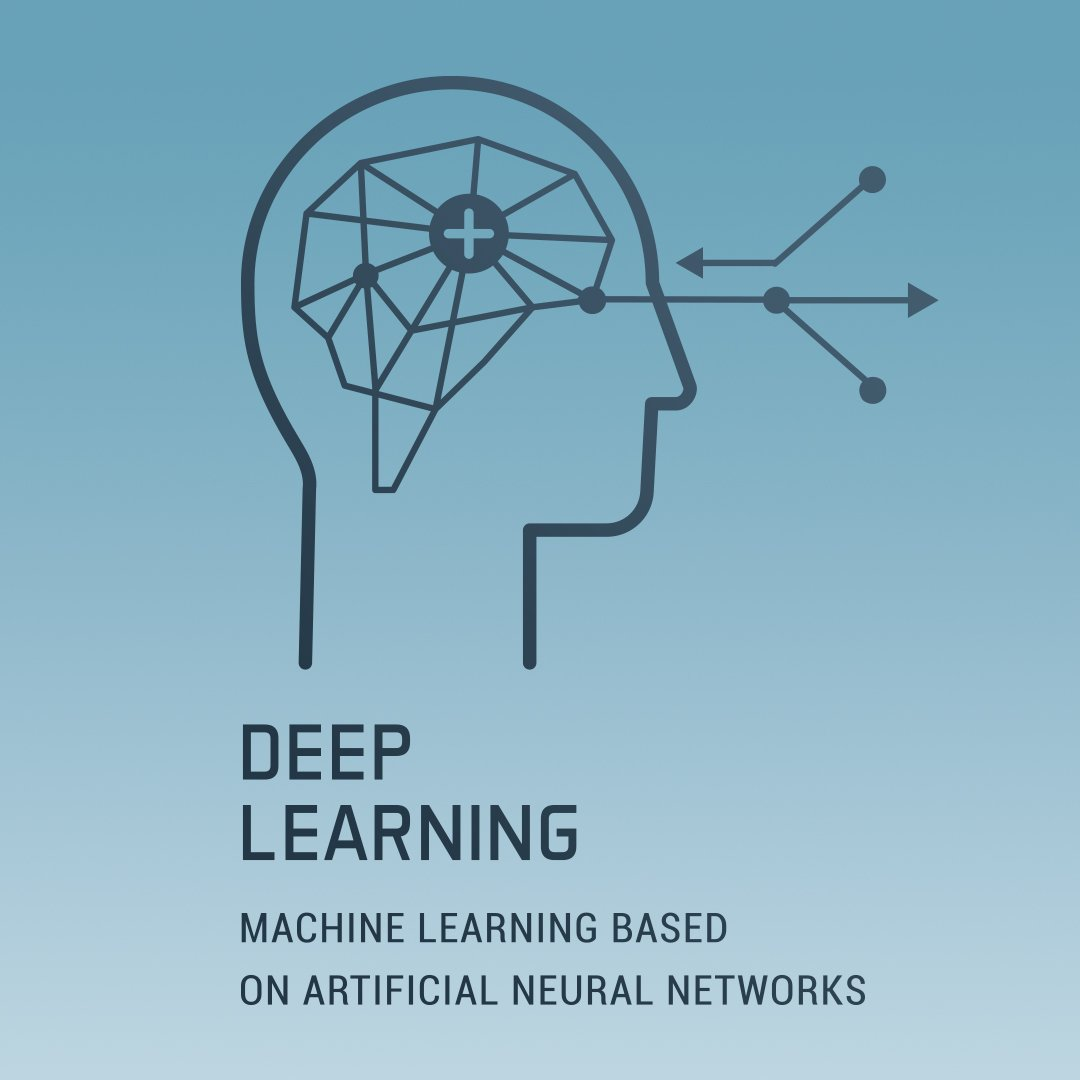 DEEP
LEARNING
MACHINE LEARNING BASED
ON ARTIFICIAL NEURAL NETWORKS